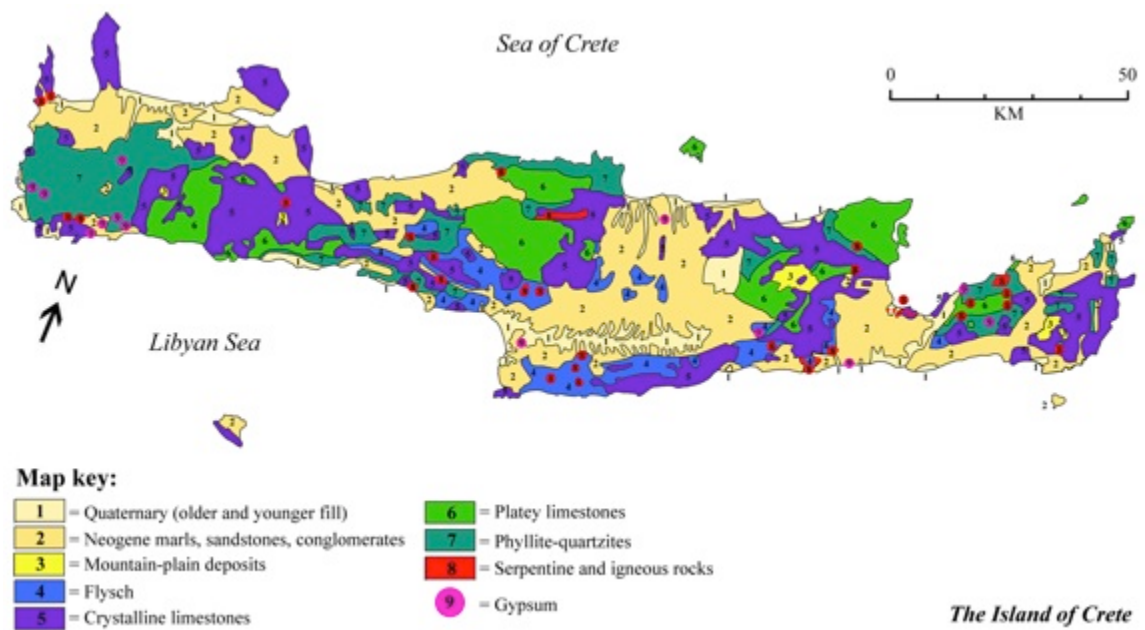 Sea of Crete
0 50
KM
N
Libyan Sea
Map key:
1 = Quaternary (older and younger fill)
2 = Neogene marls, sandstones, conglomerates
3 = Mountain-plain deposits
4 = Flysch
5 = Crystalline limestones
6 = Platey limestones
7 = Phyllite-quartzites
8 = Serpentine and igneous rocks
9 = Gypsum
The Island of Crete